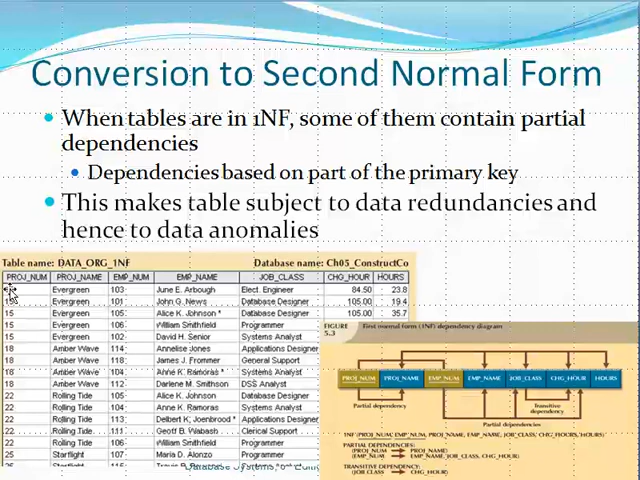 Conversion to Second Normal Form
When tables are in 1NF, some of them contain partial
dependencies
Dependencies based on part of the primary key
This makes table subject to data redundancies and
hence to data anomalies
Table name: DATA_ORG_1NF Database name: Ch05_ConstructCo
PROJ_NUM PROJ_NAME EMP_NUM EMP_NAME JOB_CLASS CHG_HOUR HOURS
Evergreen 103 June E. Arbough Elect. Engineer 84.50 23.8
15 Evergreen 101 John G. News Database Designer 105.00 19.4
15 Evergreen 105 Alice K. Johnson * Database Designer 105.00 35.7
15 Evergreen 106 William Smithfield Programmer
15 Evergreen 102 David H. Senior Systems Analyst
18 Amber Wave 114 Annelise Jones Applications Designer
18 Amber Wave 118 James J. Frommer General Support
18 Amber Wave 104 Anne K. Ramoras * Systems Analyst
18 Amber Wave 112 Darlene M. Smithson DSS Analyst
22 Rolling Tide 105 Alice K. Johnson Database Designer
22 Rolling Tide 104 Anne K. Ramoras Systems Analyst
22 Rolling Tide 113 Delbert K. Joenbrood * Applications Designer
22 Rolling Tide 111 Geoff B. Wabash Clerical Support
22 Rolling Tide 106 William Smithfield Programmer
25 Starflight 107 Maria D. Alonzo Programmer
Starflight 115 Systems Analyst
FIGURE
5.3
First normal form (1NF) dependency diagram
PROJ_NUM PROJ_NAME EMP_NUM EMP_NAME JOB_CLASS CHG_HOUR HOURS
Partial dependency
Transitive
dependency
Partial dependencies
1NF (PROJ_NUM, EMP_NUM, PROJ_NAME, EMP_NAME, JOB_CLASS, CHG_HOURS, HOURS)
PARTIAL DEPENDENCIES:
(PROJ_NUM PROJ_NAME)
(EMP_NUM EMP_NAME, JOB_CLASS, CHG_HOUR)
TRANSITIVE DEPENDENCY:
(JOB_CLASS CHG_HOUR)